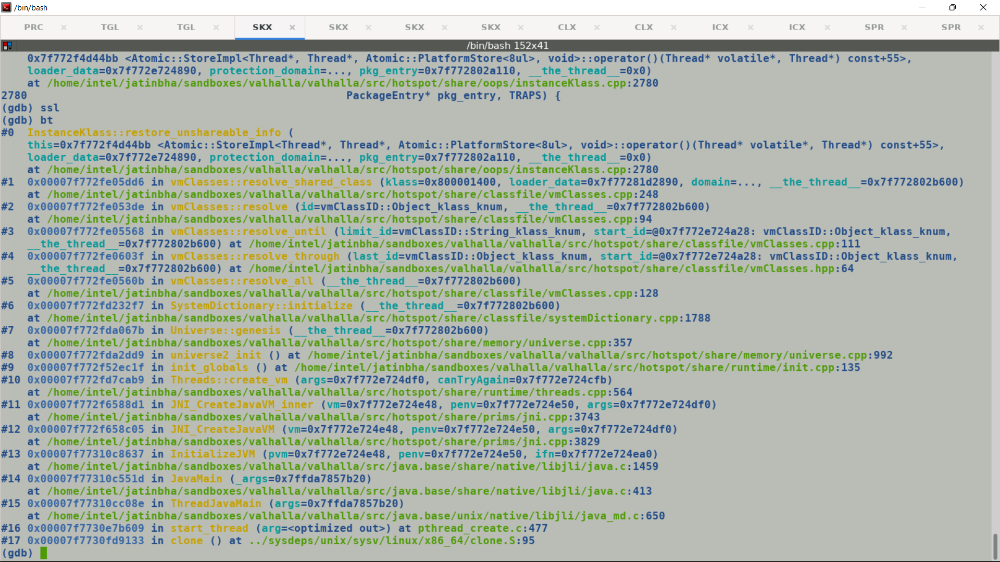 /bin/bash
PRC × TGL × TGL × SKX × SKX × SKX × SKX × CLX × CLX × ICX × ICX × SPR × SPR ×
/bin/bash 152x41
    0x7f772f4d44bb <Atomic::StoreImpl<Thread*, Thread*, Atomic::PlatformStore<8ul>, void>::operator()(Thread* volatile*, Thread*) const+55>,
    loader_data=0x7f772e724890, protection_domain=..., pkg_entry=0x7f772802a110, __the_thread__=0x0)
    at /home/intel/jatinbha/sandboxes/valhalla/valhalla/src/hotspot/share/oops/instanceKlass.cpp:2780
2780                                                 PackageEntry* pkg_entry, TRAPS) {
(gdb) ssl
(gdb) bt
#0  InstanceKlass::restore_unshareable_info (
    this=0x7f772f4d44bb <Atomic::StoreImpl<Thread*, Thread*, Atomic::PlatformStore<8ul>, void>::operator()(Thread* volatile*, Thread*) const+55>,
    loader_data=0x7f772e724890, protection_domain=..., pkg_entry=0x7f772802a110, __the_thread__=0x0)
    at /home/intel/jatinbha/sandboxes/valhalla/valhalla/src/hotspot/share/oops/instanceKlass.cpp:2780
#1  0x00007f772fe05dd6 in vmClasses::resolve_shared_class (klass=0x800001400, loader_data=0x7f77281d2890, domain=..., __the_thread__=0x7f772802b600)
    at /home/intel/jatinbha/sandboxes/valhalla/valhalla/src/hotspot/share/classfile/vmClasses.cpp:248
#2  0x00007f772fe053de in vmClasses::resolve (id=vmClassID::Object_klass_knum, __the_thread__=0x7f772802b600)
    at /home/intel/jatinbha/sandboxes/valhalla/valhalla/src/hotspot/share/classfile/vmClasses.cpp:94
#3  0x00007f772fe05568 in vmClasses::resolve_until (limit_id=vmClassID::String_klass_knum, start_id=@0x7f772e724a28: vmClassID::Object_klass_knum,
    __the_thread__=0x7f772802b600) at /home/intel/jatinbha/sandboxes/valhalla/valhalla/src/hotspot/share/classfile/vmClasses.cpp:111
#4  0x00007f772fe0603f in vmClasses::resolve_through (last_id=vmClassID::Object_klass_knum, start_id=@0x7f772e724a28: vmClassID::Object_klass_knum,
    __the_thread__=0x7f772802b600) at /home/intel/jatinbha/sandboxes/valhalla/valhalla/src/hotspot/share/classfile/vmClasses.hpp:64
#5  0x00007f772fe0560b in vmClasses::resolve_all (__the_thread__=0x7f772802b600)
    at /home/intel/jatinbha/sandboxes/valhalla/valhalla/src/hotspot/share/classfile/vmClasses.cpp:128
#6  0x00007f772fd232f7 in SystemDictionary::initialize (__the_thread__=0x7f772802b600)
    at /home/intel/jatinbha/sandboxes/valhalla/valhalla/src/hotspot/share/classfile/systemDictionary.cpp:1788
#7  0x00007f772fda067b in Universe::genesis (__the_thread__=0x7f772802b600)
    at /home/intel/jatinbha/sandboxes/valhalla/valhalla/src/hotspot/share/memory/universe.cpp:357
#8  0x00007f772fda2dd9 in universe2_init () at /home/intel/jatinbha/sandboxes/valhalla/valhalla/src/hotspot/share/memory/universe.cpp:992
#9  0x00007f772f52ec1f in init_globals () at /home/intel/jatinbha/sandboxes/valhalla/valhalla/src/hotspot/share/runtime/init.cpp:135
#10 0x00007f772fd7cab9 in Threads::create_vm (args=0x7f772e724df0, canTryAgain=0x7f772e724cfb)
    at /home/intel/jatinbha/sandboxes/valhalla/valhalla/src/hotspot/share/runtime/threads.cpp:564
#11 0x00007f772f6588d1 in JNI_CreateJavaVM_inner (vm=0x7f772e724e48, penv=0x7f772e724e50, args=0x7f772e724df0)
    at /home/intel/jatinbha/sandboxes/valhalla/valhalla/src/hotspot/share/prims/jni.cpp:3743
#12 0x00007f772f658c05 in JNI_CreateJavaVM (vm=0x7f772e724e48, penv=0x7f772e724e50, args=0x7f772e724df0)
    at /home/intel/jatinbha/sandboxes/valhalla/valhalla/src/hotspot/share/prims/jni.cpp:3829
#13 0x00007f77310c8637 in InitializeJVM (pvm=0x7f772e724e48, penv=0x7f772e724e50, ifn=0x7f772e724ea0)
    at /home/intel/jatinbha/sandboxes/valhalla/valhalla/src/java.base/share/native/libjli/java.c:1459
#14 0x00007f77310c551d in JavaMain (_args=0x7ffda7857b20)
    at /home/intel/jatinbha/sandboxes/valhalla/valhalla/src/java.base/share/native/libjli/java.c:413
#15 0x00007f77310cc08e in ThreadJavaMain (args=0x7ffda7857b20)
    at /home/intel/jatinbha/sandboxes/valhalla/valhalla/src/java.base/unix/native/libjli/java_md.c:650
#16 0x00007f7730e7b609 in start_thread (arg=<optimized out>) at pthread_create.c:477
#17 0x00007f7730fd9133 in clone () at ../sysdeps/unix/sysv/linux/x86_64/clone.S:95
(gdb)